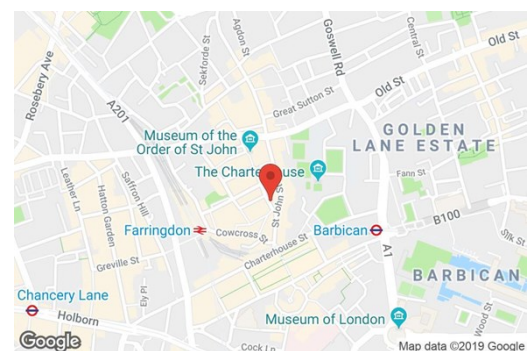 Agdon St
Sekforde St
Goswell Rd
Central St
Old St
Rosebery Ave
A201
Great Sutton St
Old St
Museum of the
Order of St John
GOLDEN
LANE ESTATE
The Charterhouse
Fann St
Leather Ln
Hatton Garden
Saffron Hill
St John St
B100
Farringdon
Cowcross St
Barbican
Silk St
Charterhouse St
A1
Greville St
Ely Pl
BARBICAN
Chancery Lane
Holborn
Museum of London
Wood St
Google
Cock Ln
Map data ©2019 Google